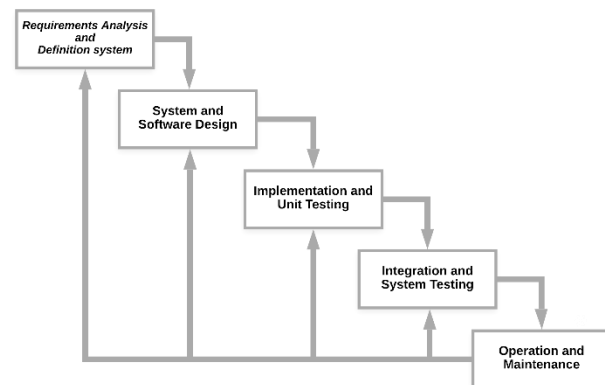 Requirements Analysis
and
Definition system
System and
Software Design
Implementation and
Unit Testing
Integration and
System Testing
Operation and
Maintenance